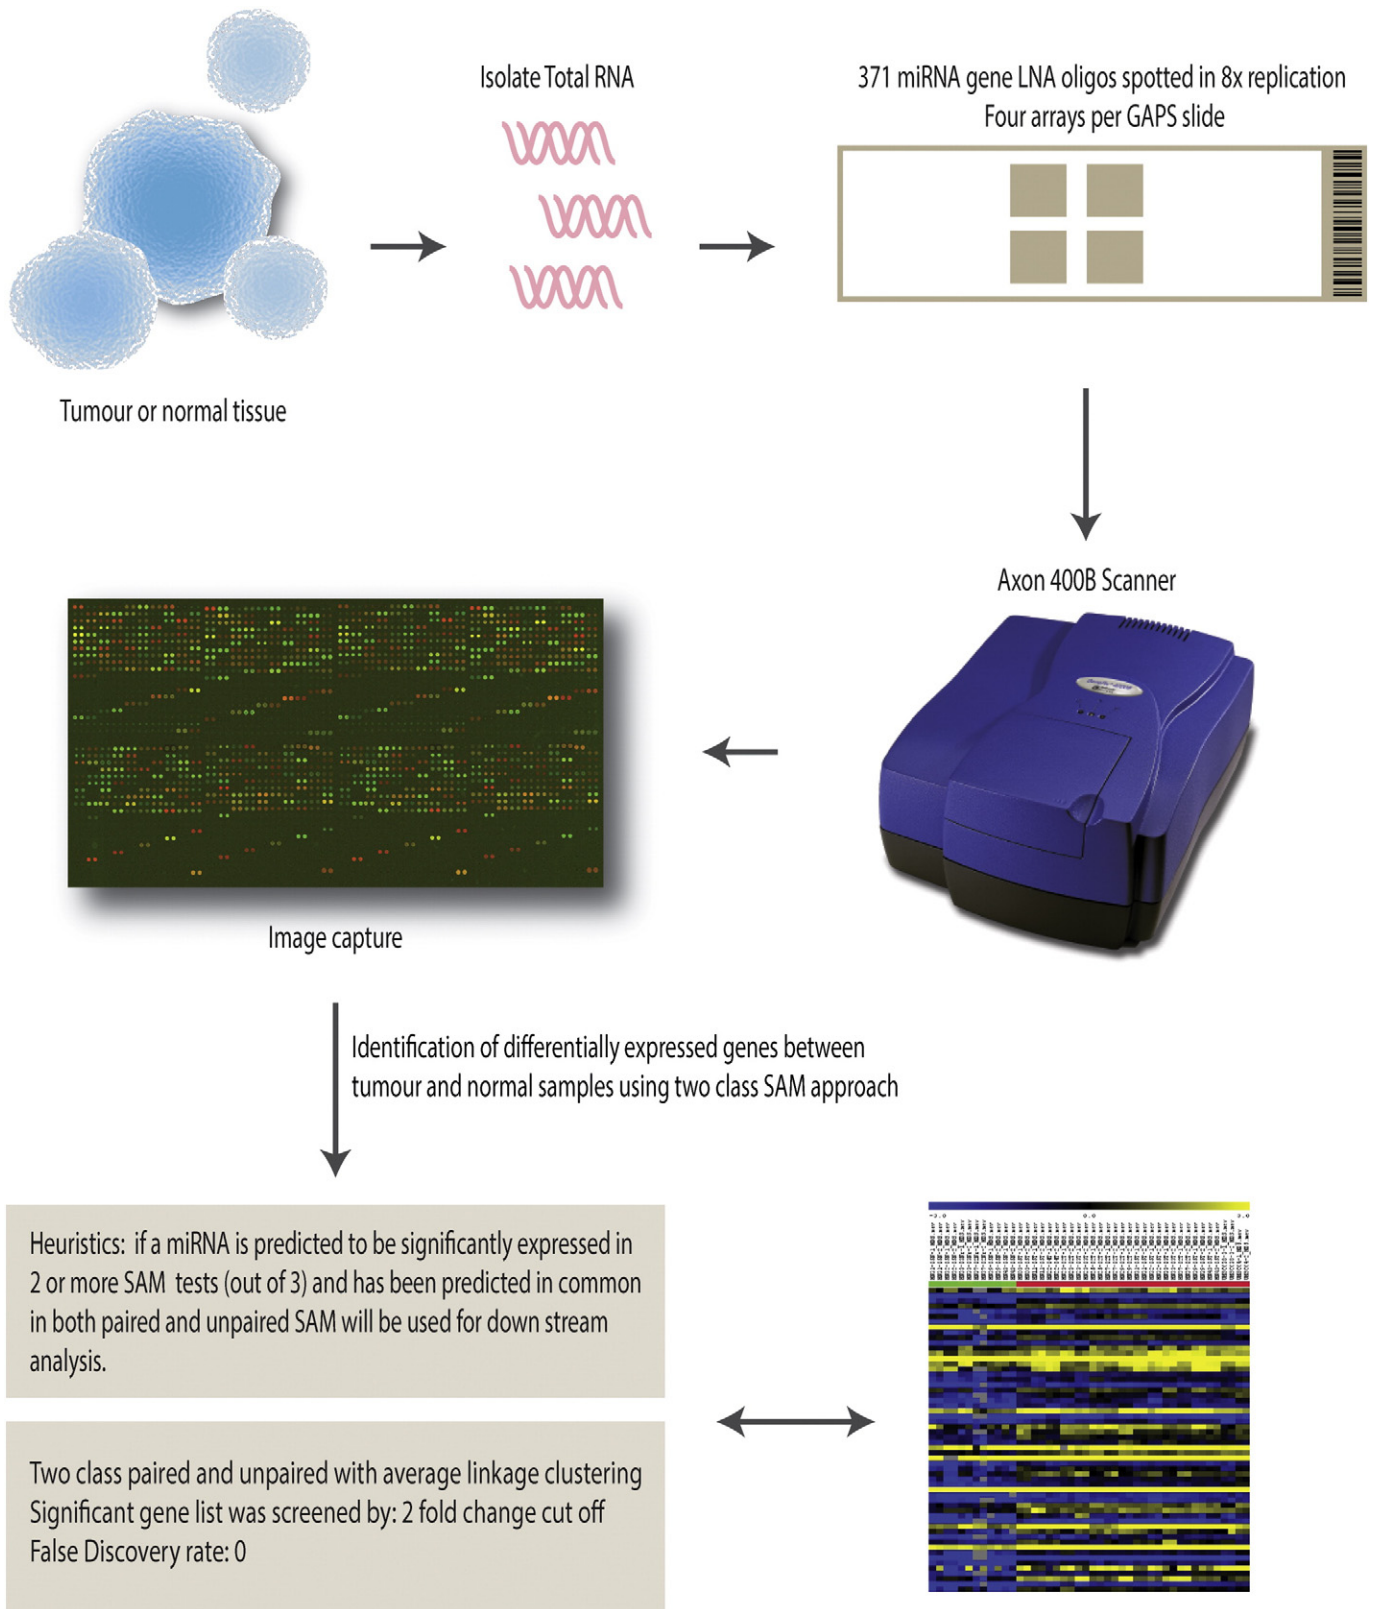 Isolate Total RNA
371 miRNA gene LNA oligos spotted in 8x replication
Four arrays per GAPS slide
Tumour or normal tissue
Axon 400B Scanner
Image capture
Identification of differentially expressed genes between
tumour and normal samples using two class SAM approach
Heuristics: if a miRNA is predicted to be significantly expressed in
2 or more SAM tests (out of 3) and has been predicted in common
in both paired and unpaired SAM will be used for down stream
analysis.
Two class paired and unpaired with average linkage clustering
Significant gene list was screened by: 2 fold change cut off
False Discovery rate: 0